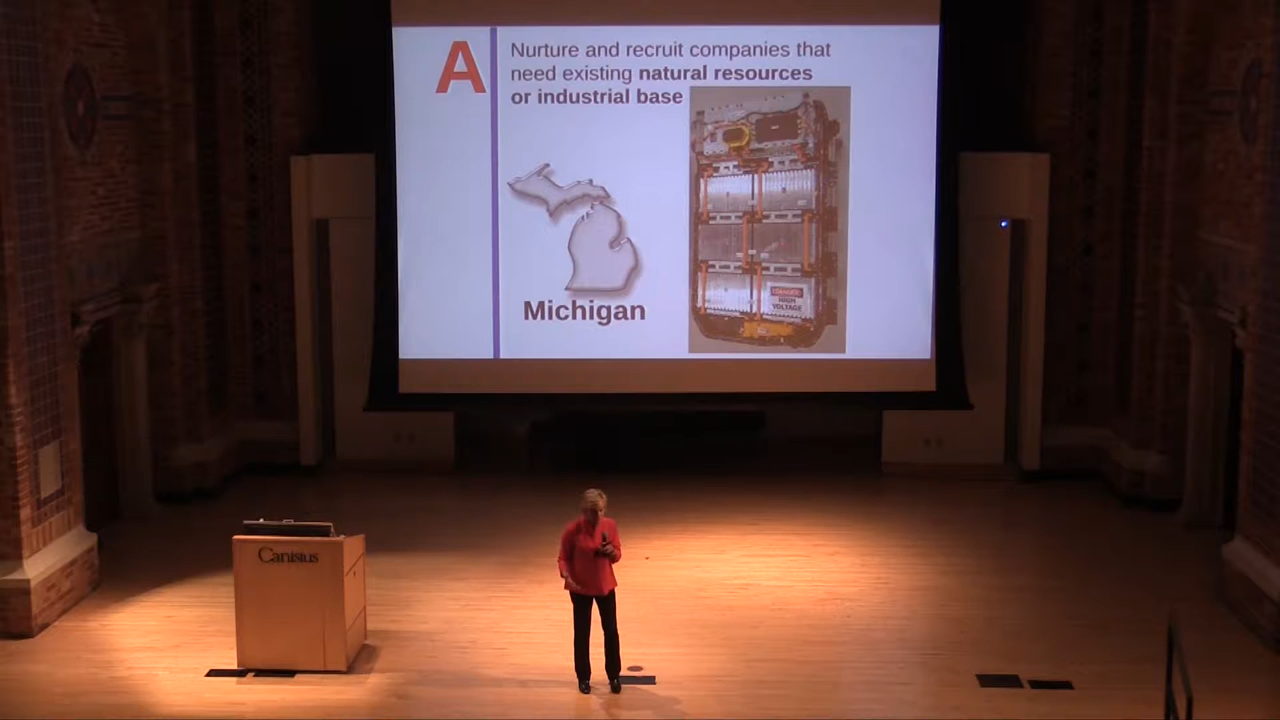 A
Nurture and recruit companies that
need existing natural resources
or industrial base
Michigan
DANGER
HIGH
VOLTAGE
Canisius